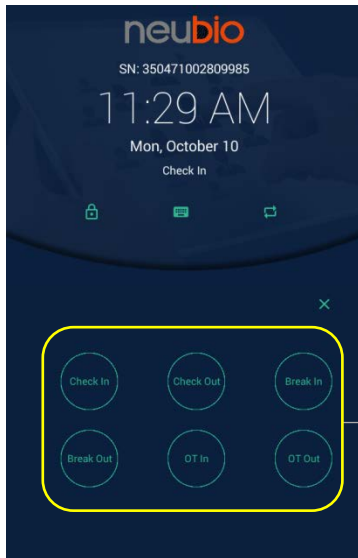 neubio
SN: 350471002809985
11:29 AM
Mon, October 10
Check In
Check In Check Out Break In
Break Out OT In OT Out